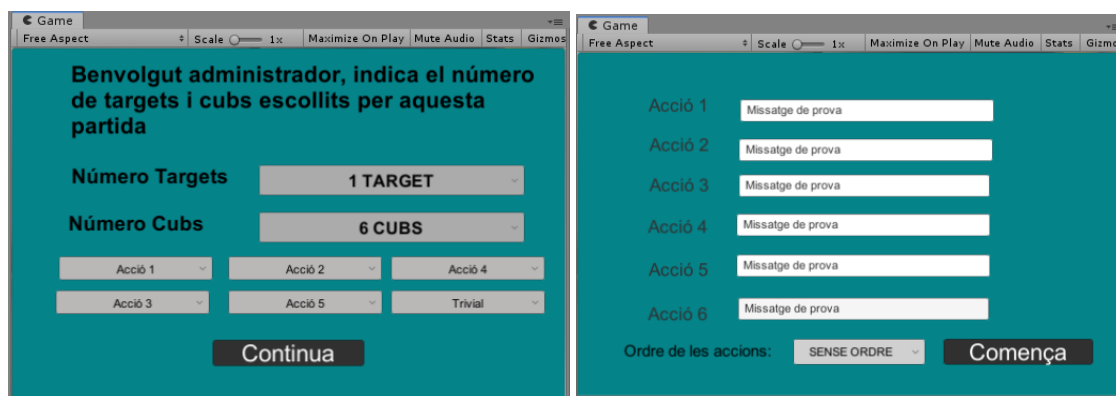 Game
Free Aspect Scale 1x Maximize On Play Mute Audio Stats Gizmos
Benvolgut administrador, indica el número
de targets i cubs escollits per aquesta
partida
Número Targets 1 TARGET
Número Cubs 6 CUBS
Acció 1 Acció 2 Acció 4
Acció 3 Acció 5 Trivial
Continua
Game
Free Aspect Scale 1x Maximize On Play Mute Audio Stats
Acció 1 Missatge de prova
Acció 2 Missatge de prova
Acció 3 Missatge de prova
Acció 4 Missatge de prova
Acció 5 Missatge de prova
Acció 6 Missatge de prova
Ordre de les accions: SENSE ORDRE Comença